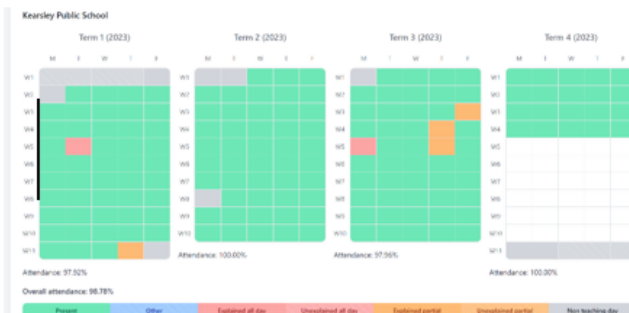 Kearsley Public School
Term 1 (2023) Term 2 (2023) Term 3 (2023) Term 4 (2023)
M T W T F M T W T F M T W T F M T W T F
W1 W1 W1 W1
W2 W2 W2 W2
W3 W3 W3 W3
W4 W4 W4 W4
W5 W5 W5 W5
W6 W6 W6 W6
W7 W7 W7 W7
W8 W8 W8 W8
W9 W9 W9 W9
W10 W10 W10 W10
W11 W11
Attendance: 100.00% Attendance: 97.96%
Attendance: 97.92% Attendance: 100.00%
Overall attendance: 98.78%
Present Other Explained all day Unexplained all day Explained partial Unexplained partial Non teaching day